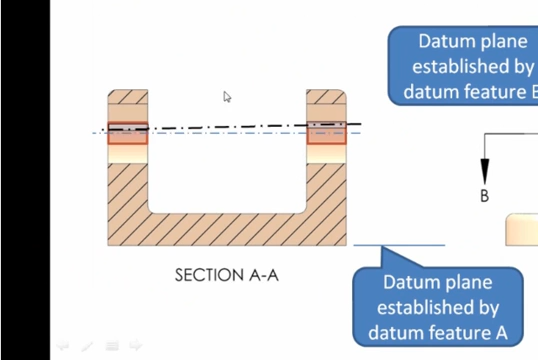 Datum plane
established by
datum feature
B
SECTION A-A
Datum plane
established by
datum feature A